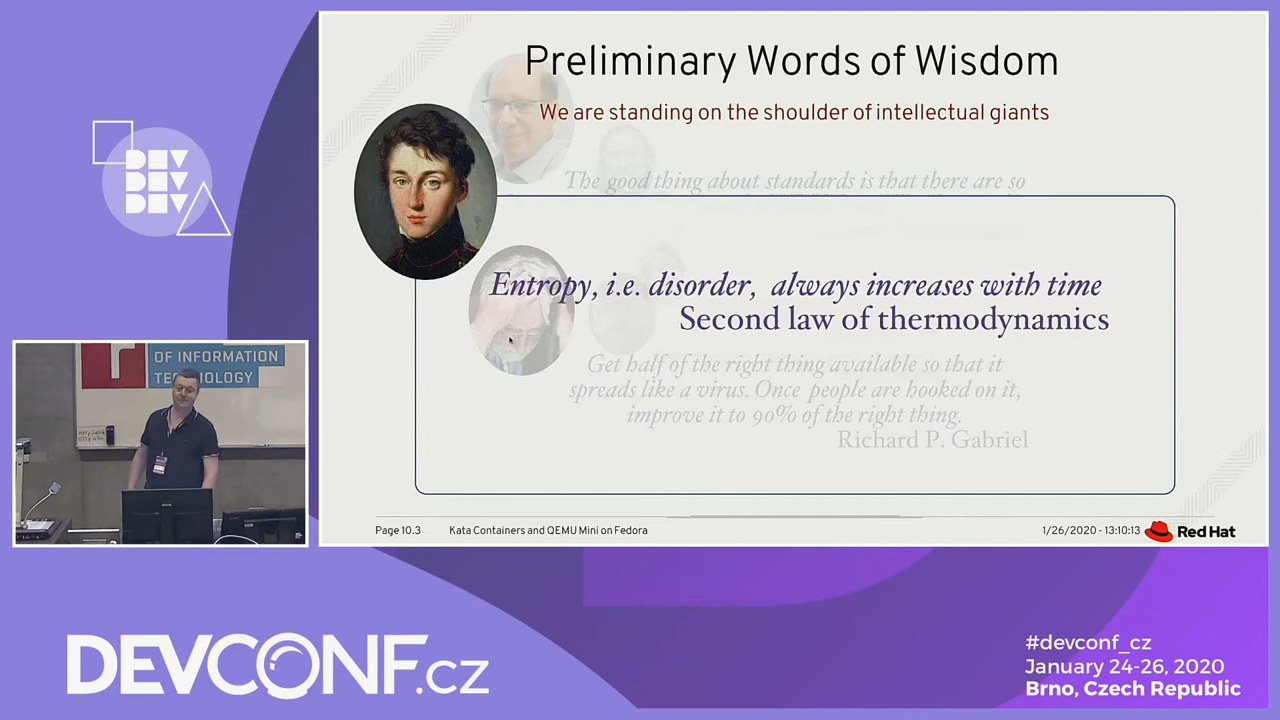 Preliminary Words of Wisdom
We are standing on the shoulder of intellectual giants
The good thing about standards is that there are so
Entropy, i.e. disorder, always increases with time
Second law of thermodynamics
Get half of the right thing available so that it
spreads like a virus. Once people are hooked on it,
improve it to 90% of the right thing.
Richard P. Gabriel
Page 10.3
Kata Containers and QEMU Mini on Fedora
1/26/2020 - 13:10:13
Red Hat
DEV
DEV
DEV
OF INFORMATION
TECHNOLOGY
DEVCONF.cz
#devconf_cz
January 24-26, 2020
Brno, Czech Republic